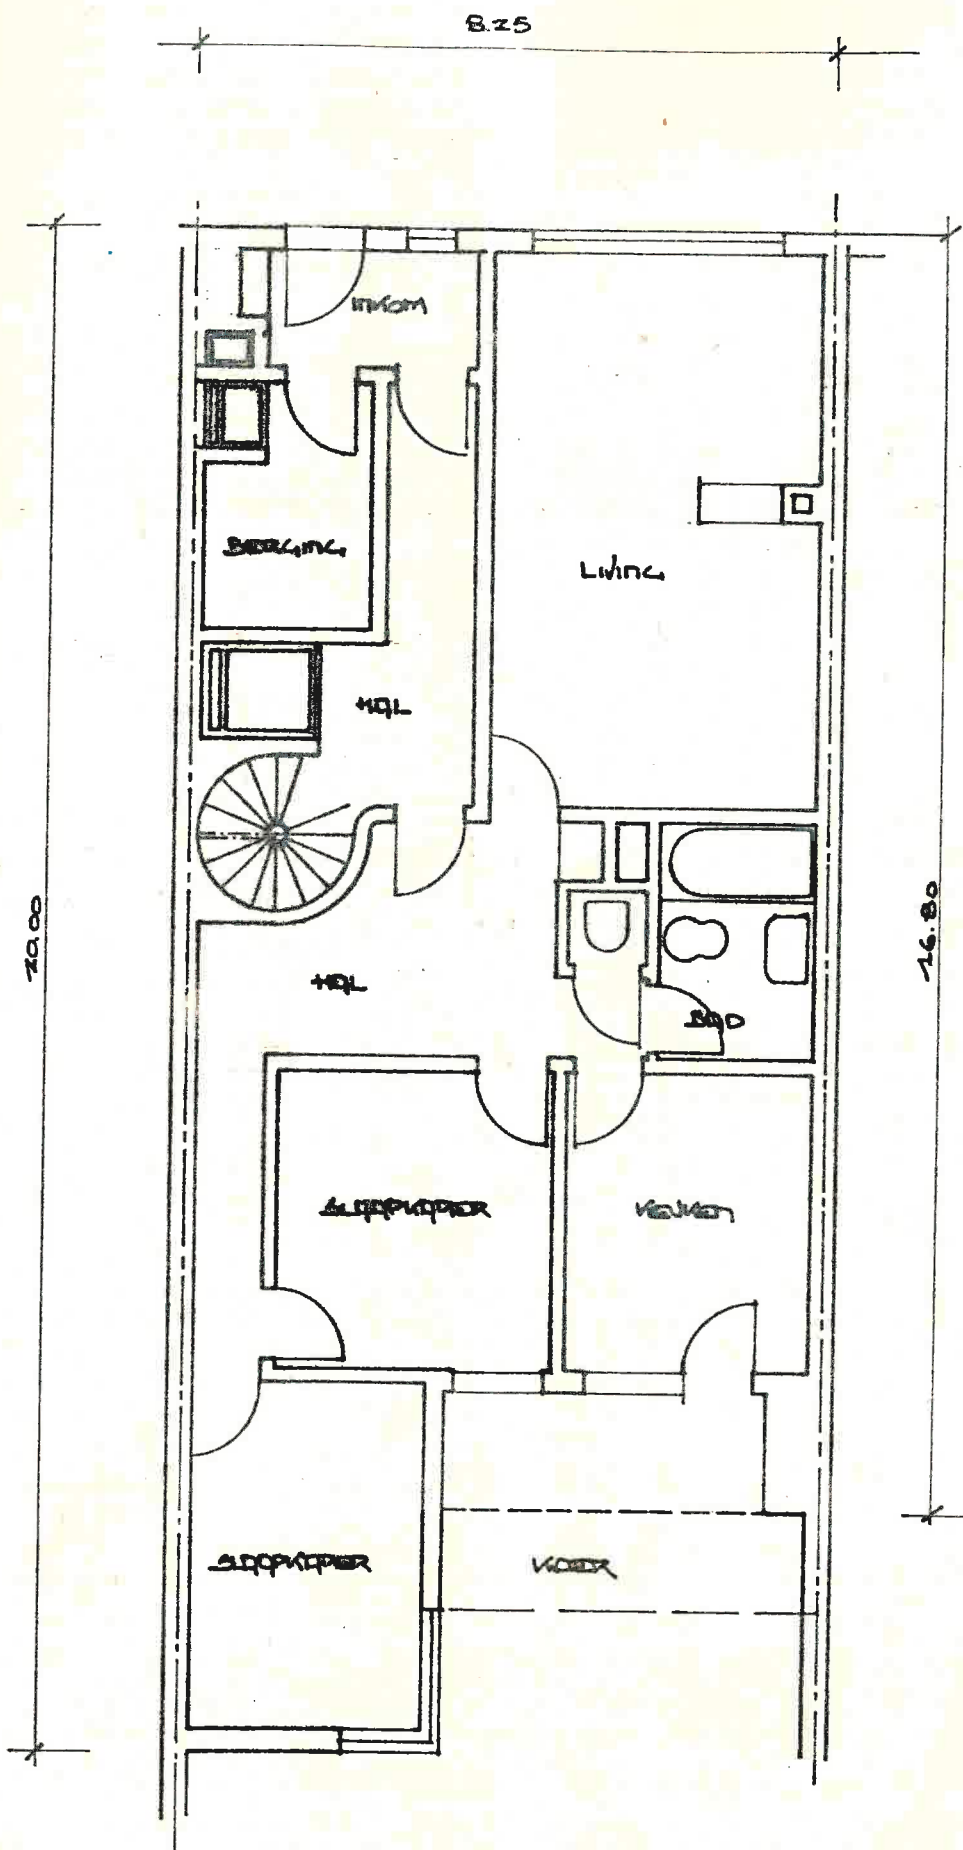 8.25
INKOM
BERGING
LIVING
HAL
20.00
16.80
HAL
BAD
SLAAPKAMER
KEUKEN
SLAAPKAMER
KOER